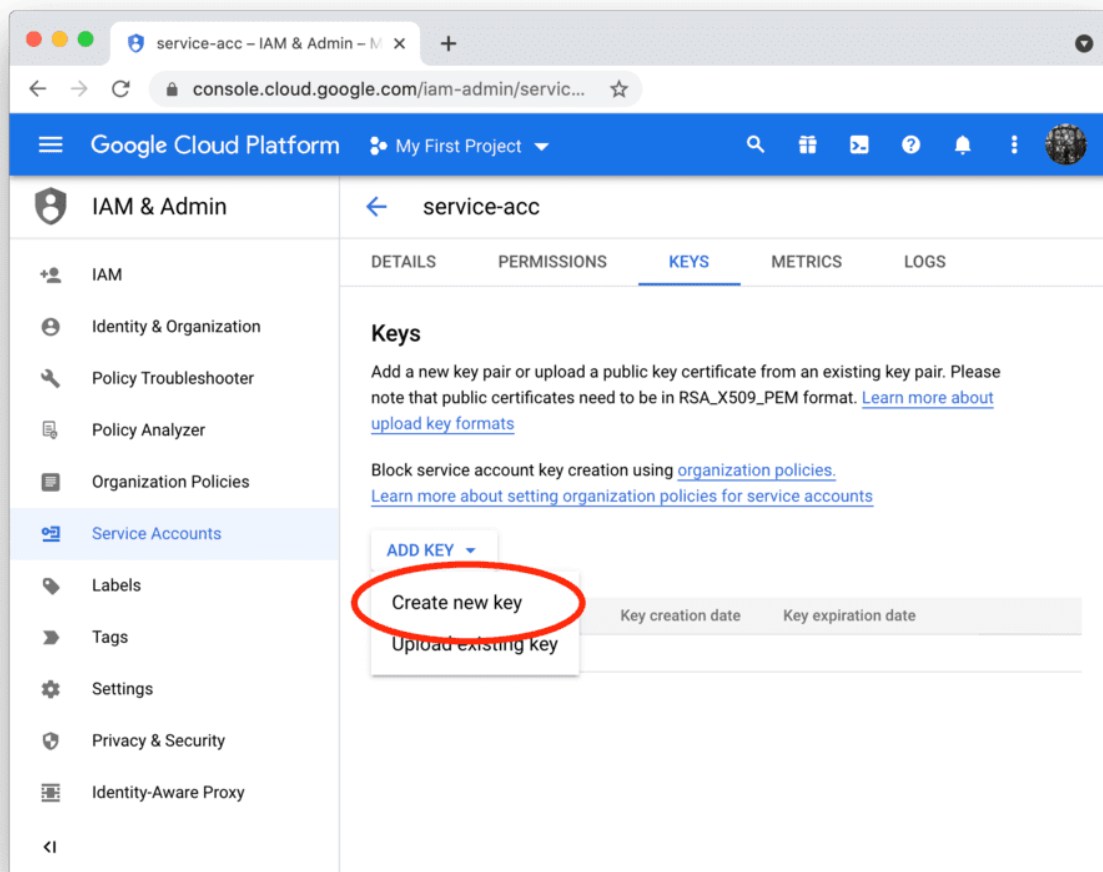 service-acc – IAM & Admin – M
console.cloud.google.com/iam-admin/servic...
Google Cloud Platform
My First Project
IAM & Admin
service-acc
IAM
Identity & Organization
Policy Troubleshooter
Policy Analyzer
Organization Policies
Service Accounts
Labels
Tags
Settings
Privacy & Security
Identity-Aware Proxy
DETAILS PERMISSIONS KEYS METRICS LOGS
Keys
Add a new key pair or upload a public key certificate from an existing key pair. Please
note that public certificates need to be in RSA_X509_PEM format. Learn more about
upload key formats
Block service account key creation using organization policies.
Learn more about setting organization policies for service accounts
ADD KEY
Create new key
Upload existing key
Key creation date Key expiration date